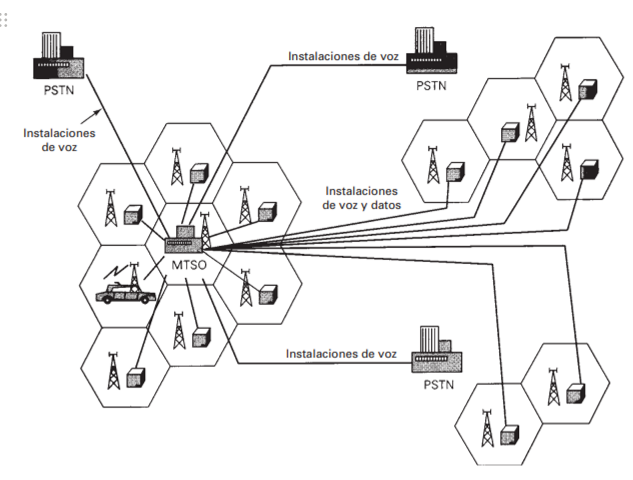 Instalaciones de voz
PSTN
PSTN
Instalaciones
de voz
Instalaciones
de voz y datos
MTSO
Instalaciones de voz
PSTN